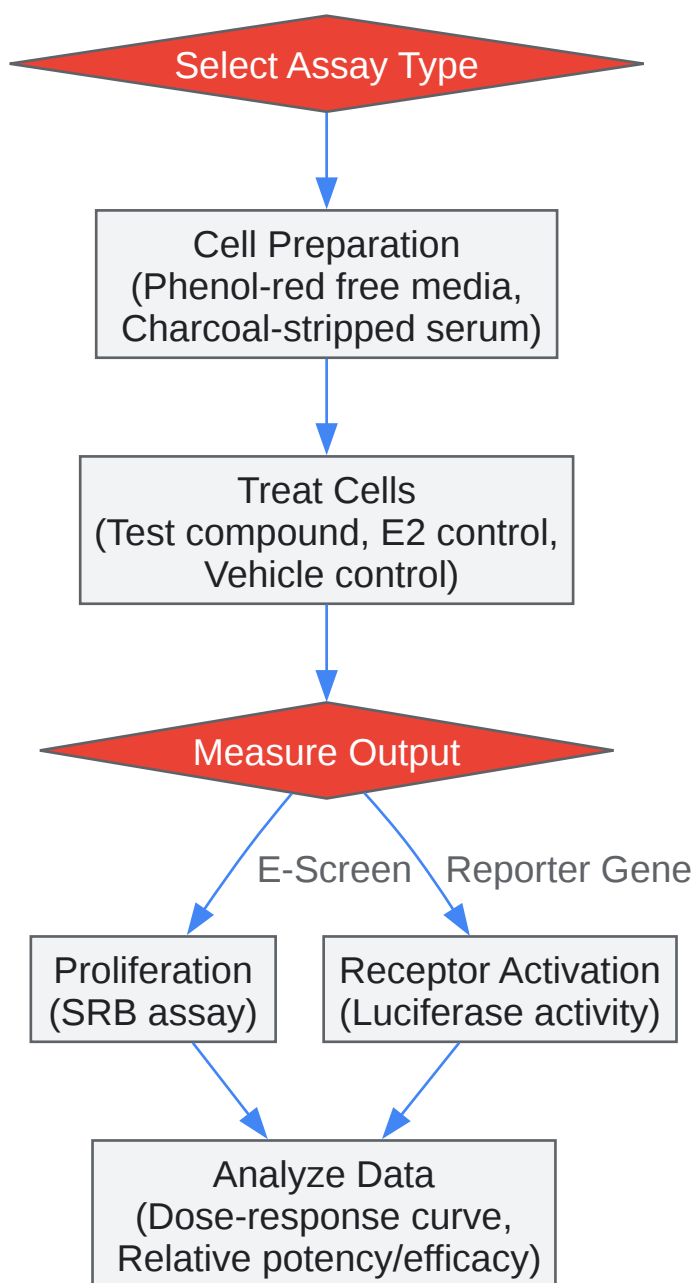 Select Assay Type
Cell Preparation
(Phenol-red free media,
Charcoal-stripped serum)
Treat Cells
(Test compound, E2 control,
Vehicle control)
Measure Output
E-Screen
Reporter Gene
Proliferation
(SRB assay)
Receptor Activation
(Luciferase activity)
Analyze Data
(Dose-response curve,
Relative potency/efficacy)